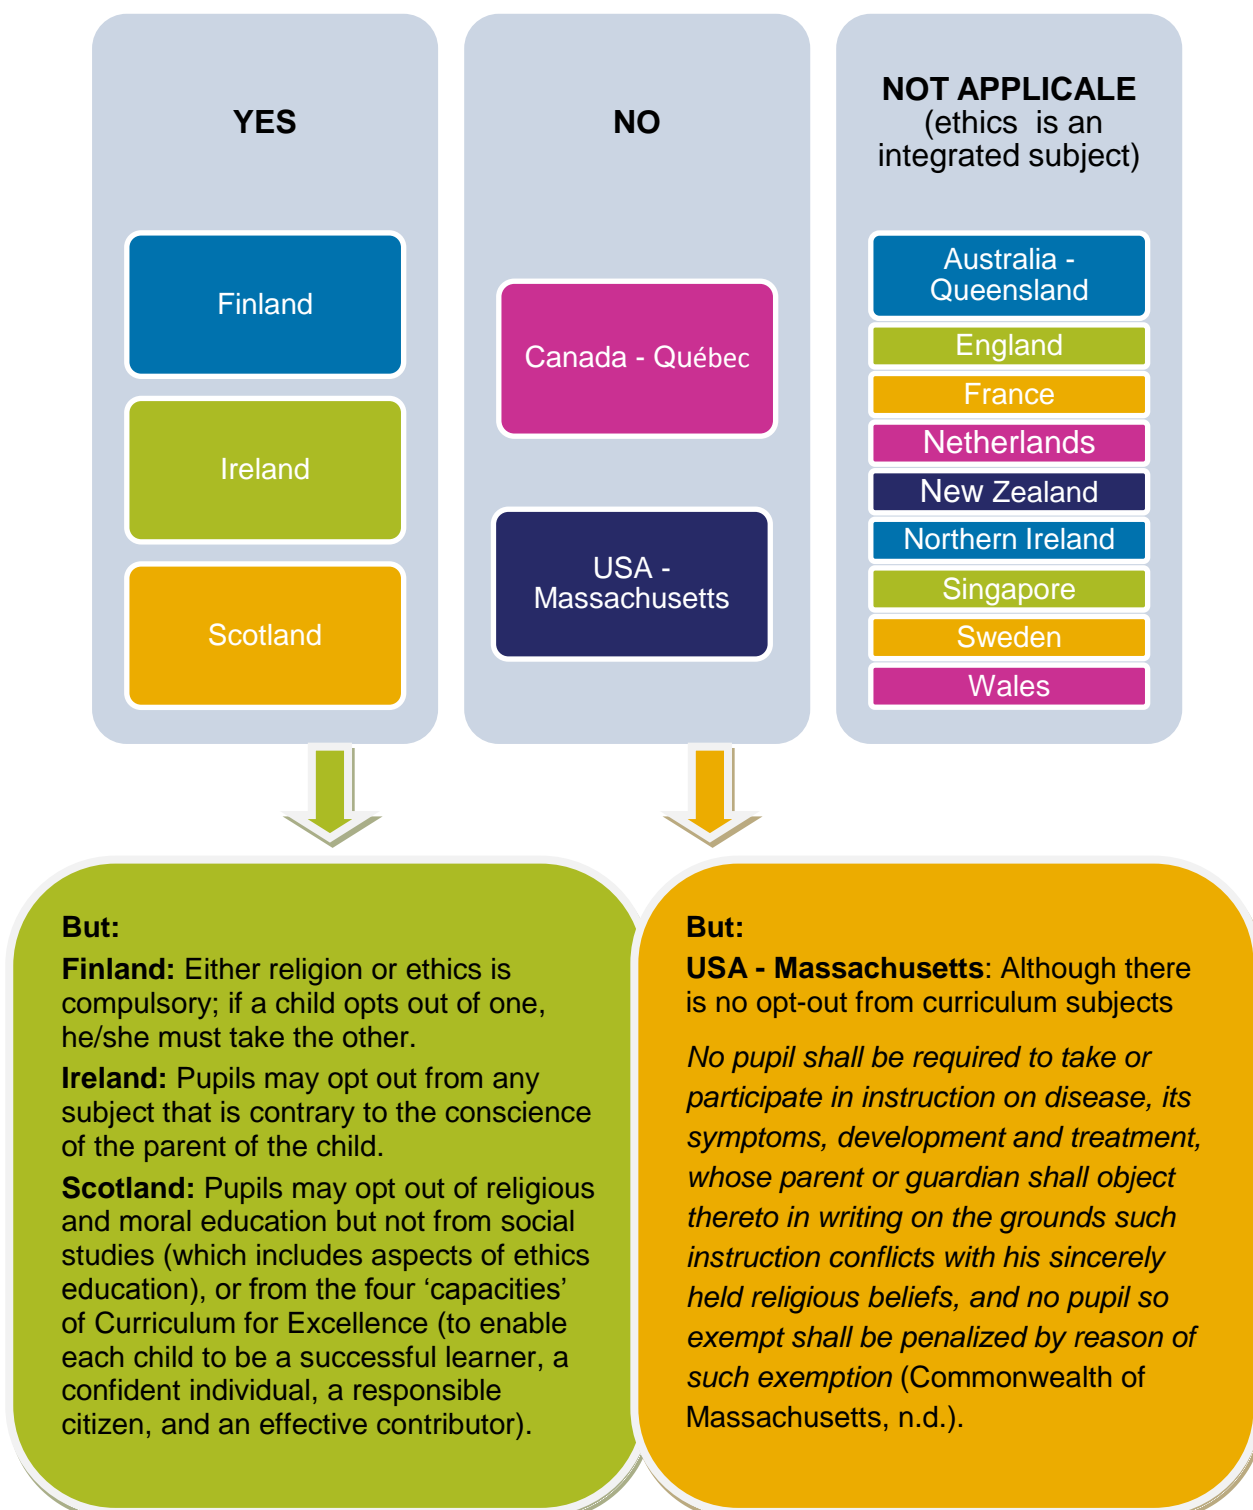 YES
Finland
Ireland
Scotland
NO
Canada - Québec
USA -
Massachusetts
NOT APPLICALE
(ethics is an
integrated subject)
Australia -
Queensland
England
France
Netherlands
New Zealand
Northern Ireland
Singapore
Sweden
Wales
But:
Finland: Either religion or ethics is
compulsory; if a child opts out of one,
he/she must take the other.
Ireland: Pupils may opt out from any
subject that is contrary to the conscience
of the parent of the child.
Scotland: Pupils may opt out of religious
and moral education but not from social
studies (which includes aspects of ethics
education), or from the four ‘capacities’
of Curriculum for Excellence (to enable
each child to be a successful learner, a
confident individual, a responsible
citizen, and an effective contributor).
But:
USA - Massachusetts: Although there
is no opt-out from curriculum subjects
No pupil shall be required to take or
participate in instruction on disease, its
symptoms, development and treatment,
whose parent or guardian shall object
thereto in writing on the grounds such
instruction conflicts with his sincerely
held religious beliefs, and no pupil so
exempt shall be penalized by reason of
such exemption (Commonwealth of
Massachusetts, n.d.).